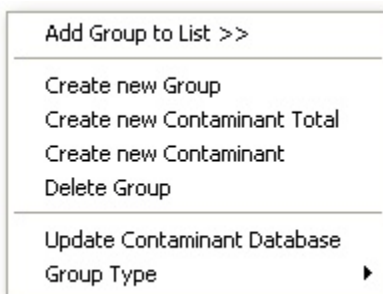 Add Group to List >>
Create new Group
Create new Contaminant Total
Create new Contaminant
Delete Group
Update Contaminant Database
Group Type